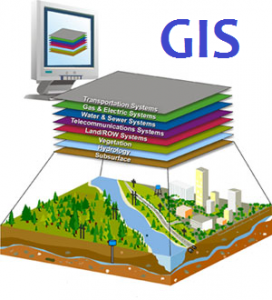 GIS
Transportation Systems
Gas & Electric Systems
Water & Sewer Systems
Telecommunications Systems
Land/ROW Systems
Vegetation
Hydrology
Subsurface